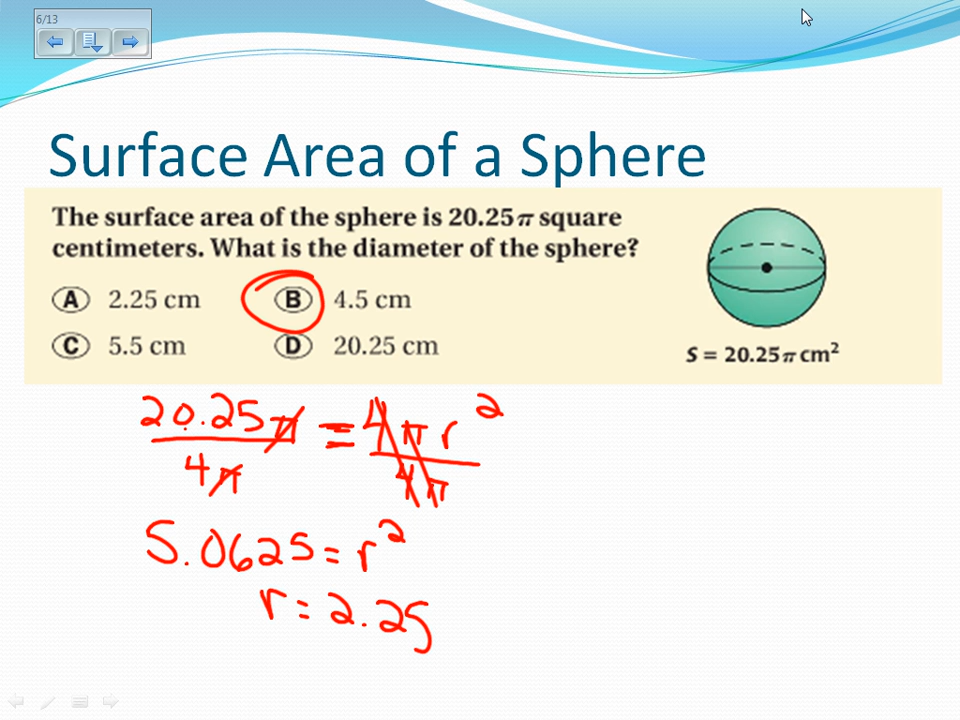 6/13
Surface Area of a Sphere
The surface area of the sphere is 20.25π square
centimeters. What is the diameter of the sphere?
A 2.25 cm B 4.5 cm
C 5.5 cm D 20.25 cm
S = 20.25π cm²
20.25π = 4πr²
4π 4π
5.0625 = r²
r = 2.25